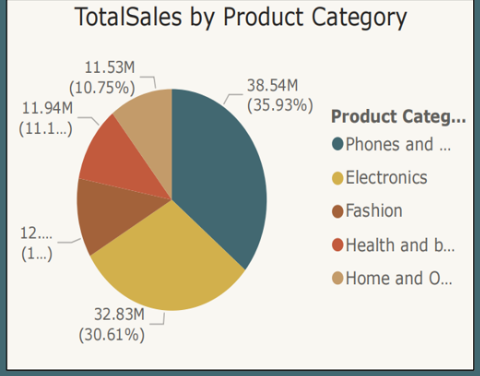 TotalSales by Product Category
11.53M
(10.75%)
38.54M
(35.93%)
11.94M
(11.1...)
12....
(1...)
32.83M
(30.61%)
Product Categ...
Phones and ...
Electronics
Fashion
Health and b...
Home and O...